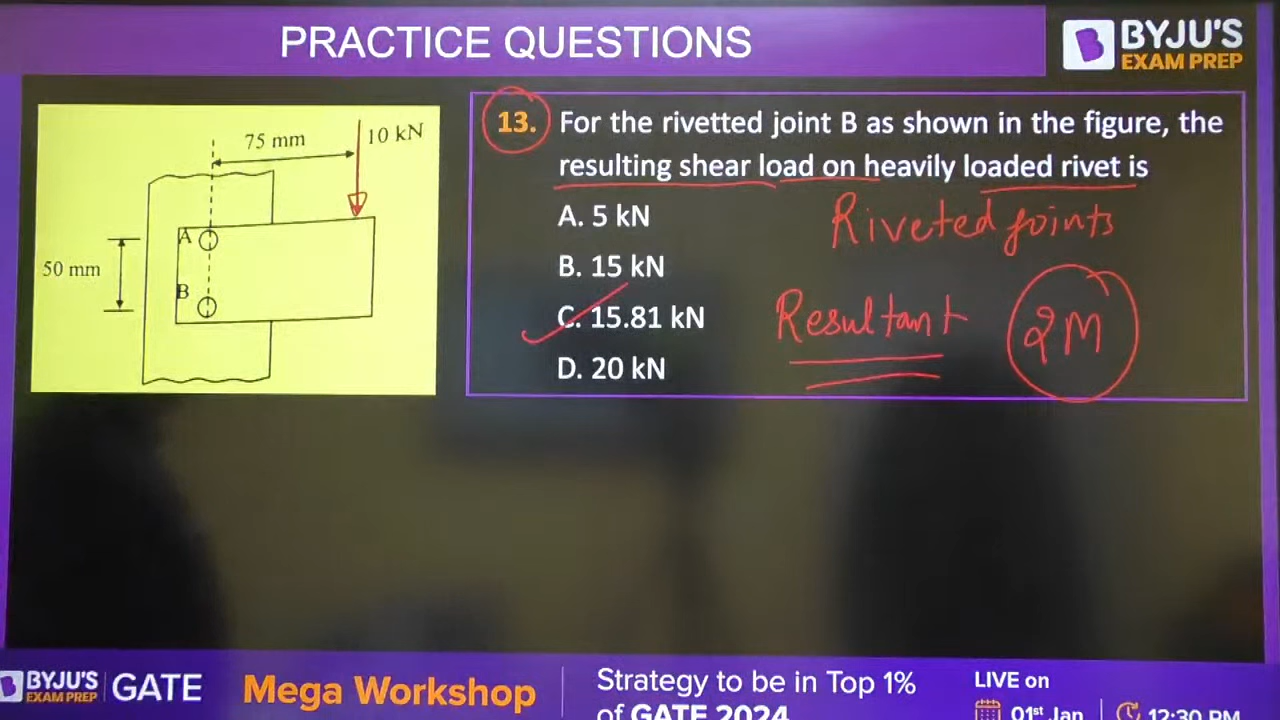 PRACTICE QUESTIONS
BYJU'S
EXAM PREP
75 mm
10 kN
A
50 mm
B
13. For the rivetted joint B as shown in the figure, the
resulting shear load on heavily loaded rivet is
A. 5 kN
B. 15 kN
C. 15.81 kN
D. 20 kN
Riveted joints
Resultant
2M
BYJU'S
EXAM PREP
GATE
Mega Workshop
Strategy to be in Top 1%
of GATE 2024
LIVE on
01st Jan
12:30 PM